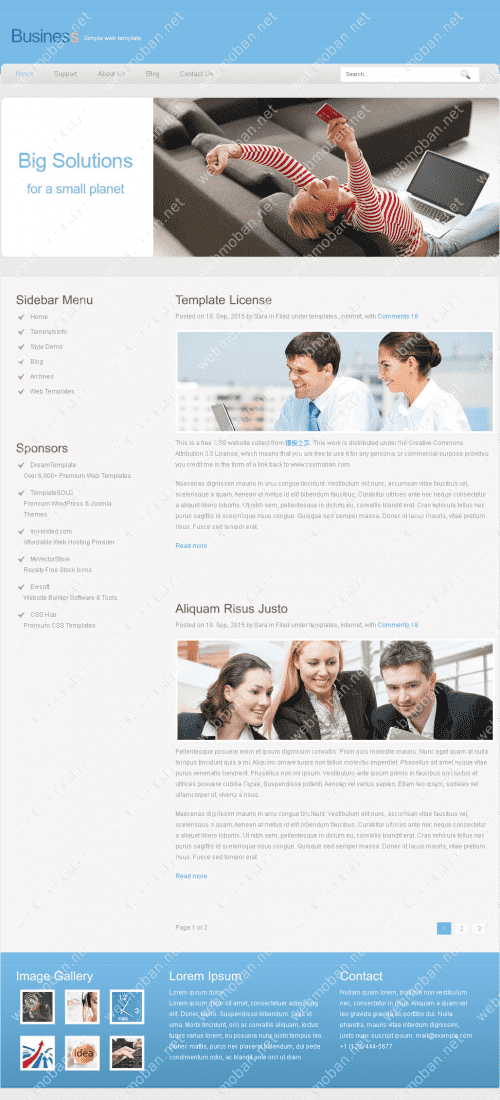 Business Simple web template
Home Support About Us Blog Contact Us Search...
Big Solutions
for a small planet
Sidebar Menu
Home
TemplateInfo
Style Demo
Blog
Archives
Web Templates
Sponsors
DreamTemplate
Over 6,000+ Premium Web Templates
TemplateSOLD
Premium WordPress & Joomla
Themes
ImHosted.com
Affordable Web Hosting Provider
MyVectorStore
Royalty Free Stock Icons
Evrsoft
Website Builder Software & Tools
CSS Hub
Premium CSS Templates
Template License
Posted on 16. Sep, 2015 by Sara in Filed under templates, internet, with Comments 18
This is a free CSS website collect from 模板之家. This work is distributed under the Creative Commons
Attribution 3.0 License, which means that you are free to use it for any personal or commercial purpose provides
you credit me in the form of a link back to www.cssmoban.com.
Maecenas dignissim mauris in arcu congue tincidunt. Vestibulum elit nunc, accumsan vitae faucibus vel,
scelerisque a quam. Aenean at metus id elit bibendum faucibus. Curabitur ultrices ante nec neque consectetur
a aliquet libero lobortis. Ut nibh sem, pellentesque in dictum eu, convallis blandit erat. Cras vehicula tellus nec
purus sagittis id scelerisque risus congue. Quisque sed semper massa. Donec id lacus mauris, vitae pretium
risus. Fusce sed tempor erat.
Read more
Aliquam Risus Justo
Posted on 16. Sep, 2015 by Sara in Filed under templates, internet, with Comments 18
Pellentesque posuere enim et ipsum dignissim convallis. Proin quis molestie mauris. Nunc eget quam at nulla
tempus tincidunt quis a mi. Aliquam ornare turpis non tellus molestie imperdiet. Phasellus sit amet neque vitae
purus venenatis hendrerit. Phasellus non mi ipsum. Vestibulum ante ipsum primis in faucibus orci luctus et
ultrices posuere cubilia Curae; Suspendisse potenti. Aenean vel varius sapien. Etiam leo ipsum, sodales vel
ullamcorper ut, viverra a risus.
Maecenas dignissim mauris in arcu congue tincidunt. Vestibulum elit nunc, accumsan vitae faucibus vel,
scelerisque a quam. Aenean at metus id elit bibendum faucibus. Curabitur ultrices ante nec neque consectetur
a aliquet libero lobortis. Ut nibh sem, pellentesque in dictum eu, convallis blandit erat. Cras vehicula tellus nec
purus sagittis id scelerisque risus congue. Quisque sed semper massa. Donec id lacus mauris, vitae pretium
risus. Fusce sed tempor erat.
Read more
Page 1 of 2 1 2 3
Image Gallery
idea
Lorem Ipsum
Lorem ipsum dolor
Lorem ipsum dolor sit amet, consectetuer adipiscing
elit. Donec libero. Suspendisse bibendum. Cras id
urna. Morbi tincidunt, orci ac convallis aliquam, lectus
turpis varius lorem, eu posuere nunc justo tempus leo.
Donec mattis, purus nec placerat bibendum, dui pede
condimentum odio, ac blandit ante orci ut diam.
Contact
Nullam quam lorem, tristique non vestibulum
nec, consectetur in risus. Aliquam a quam vel
leo gravida gravida eu porttitor dui. Nulla
pharetra, mauris vitae interdum dignissim,
justo nunc suscipit ipsum. mail@example.com
+1 (123) 444-5677
webmoban.net